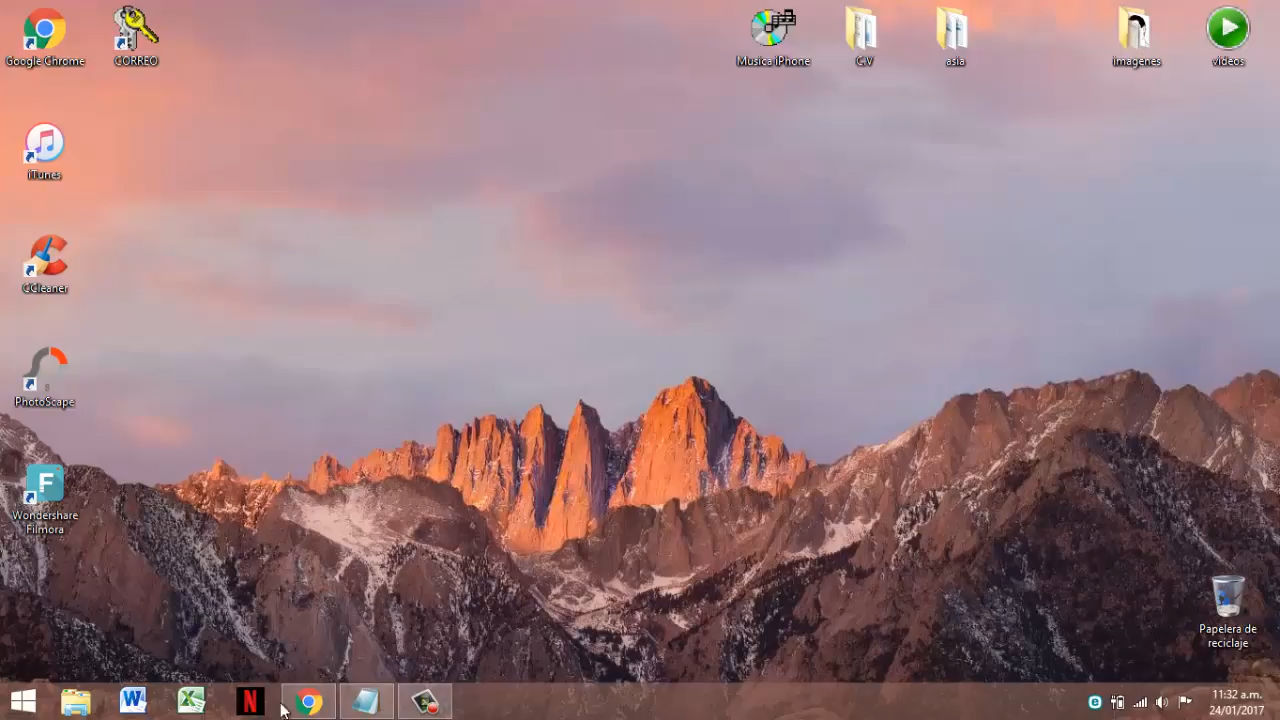 Google Chrome
CORREO
Musica iPhone
C.V
asia
imagenes
videos
iTunes
CCleaner
PhotoScape
F
Wondershare
Filmora
Papelera de
reciclaje
N
11:32 a.m.
24/01/2017